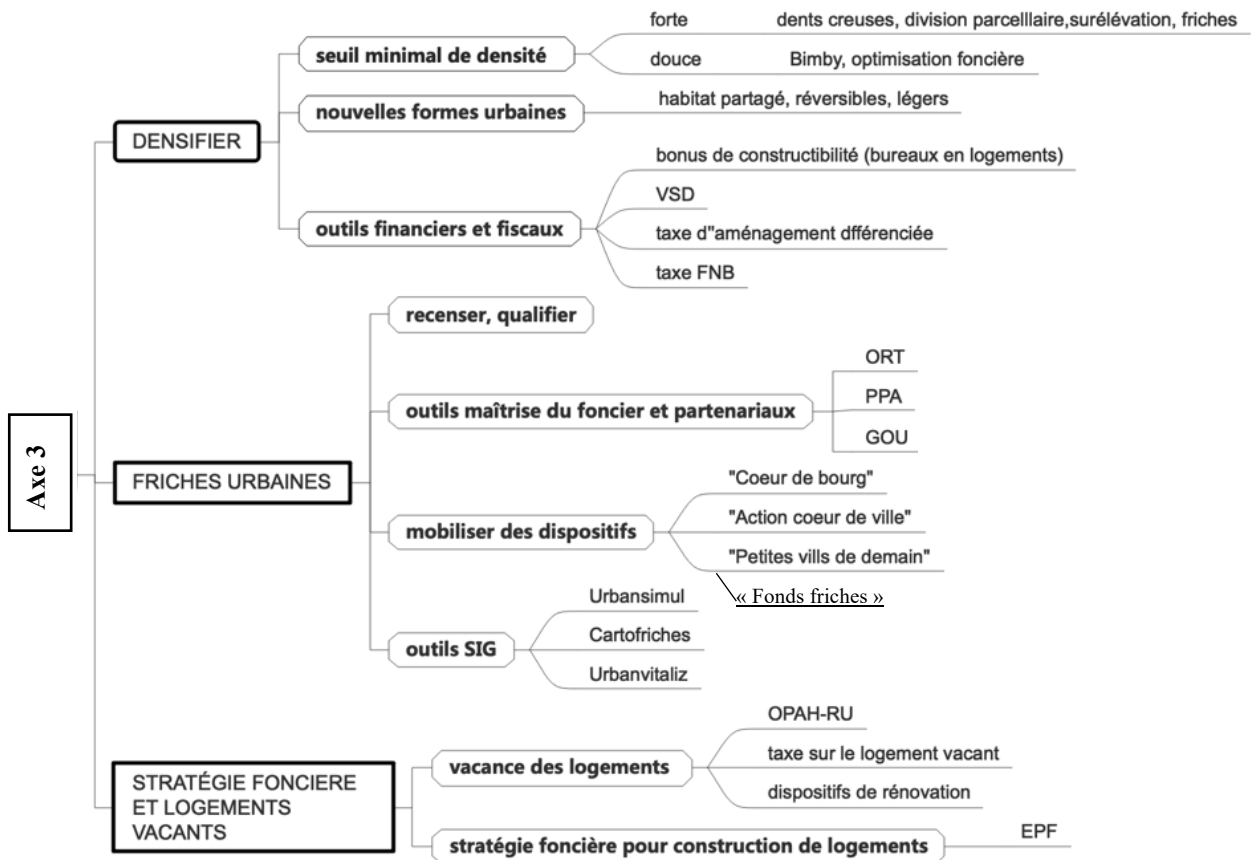 Axe 3
DENSIFIER
seuil minimal de densité
forte
dents creuses, division parcelllaire,surélévation, friches
douce
Bimby, optimisation foncière
nouvelles formes urbaines
habitat partagé, réversibles, légers
outils financiers et fiscaux
bonus de constructibilité (bureaux en logements)
VSD
taxe d"aménagement dfférenciée
taxe FNB
FRICHES URBAINES
recenser, qualifier
outils maîtrise du foncier et partenariaux
ORT
PPA
GOU
mobiliser des dispositifs
"Coeur de bourg"
"Action coeur de ville"
"Petites vills de demain"
« Fonds friches »
outils SIG
Urbansimul
Cartofriches
Urbanvitaliz
STRATÉGIE FONCIERE
ET LOGEMENTS
VACANTS
vacance des logements
OPAH-RU
taxe sur le logement vacant
dispositifs de rénovation
stratégie foncière pour construction de logements
EPF